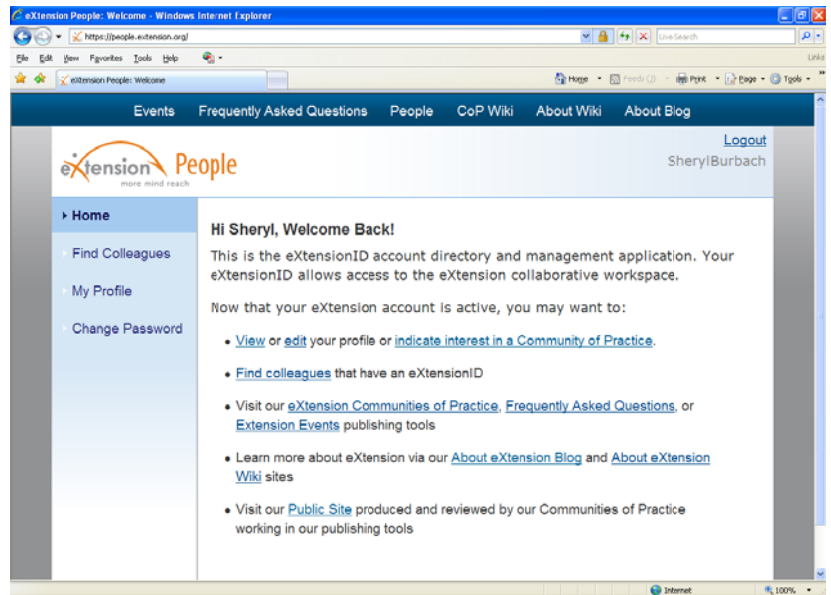 eXtension People: Welcome - Windows Internet Explorer
https://people.extension.org/
Live Search
File Edit View Favorites Tools Help
Links
eXtension People: Welcome
Home Feeds (J) Print Page Tools
Events Frequently Asked Questions People CoP Wiki About Wiki About Blog
Logout
SherylBurbach
eXtension People
more mind reach
Home
Find Colleagues
My Profile
Change Password
Hi Sheryl, Welcome Back!
This is the eXtensionID account directory and management application. Your
eXtensionID allows access to the eXtension collaborative workspace.
Now that your eXtension account is active, you may want to:
• View or edit your profile or indicate interest in a Community of Practice.
• Find colleagues that have an eXtensionID
• Visit our eXtension Communities of Practice, Frequently Asked Questions, or
Extension Events publishing tools
• Learn more about eXtension via our About eXtension Blog and About eXtension
Wiki sites
• Visit our Public Site produced and reviewed by our Communities of Practice
working in our publishing tools
Internet
100%